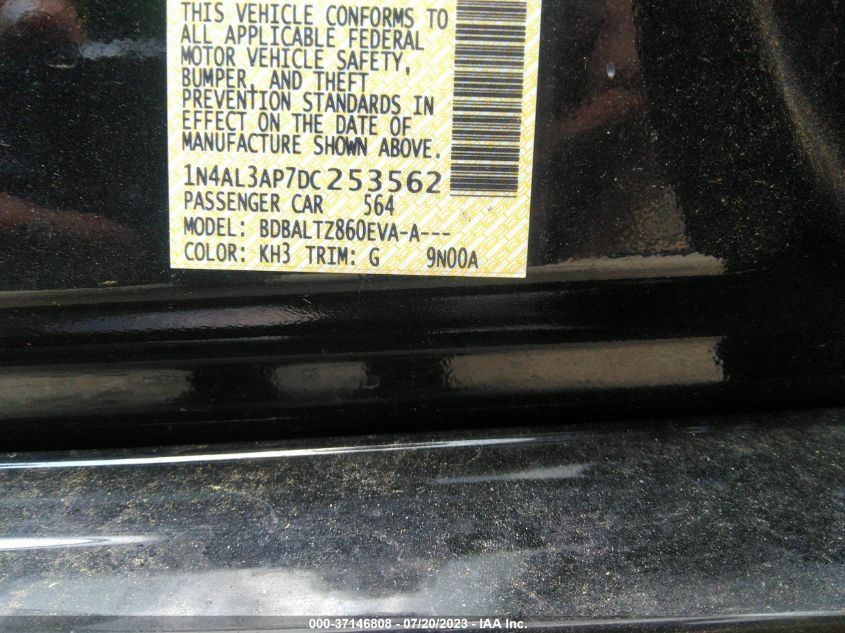 THIS VEHICLE CONFORMS TO
ALL APPLICABLE FEDERAL
MOTOR VEHICLE SAFETY,
BUMPER, AND THEFT
PREVENTION STANDARDS IN
EFFECT ON THE DATE OF
MANUFACTURE SHOWN ABOVE.
1N4AL3AP7DC253562
PASSENGER CAR 564
MODEL: BDBALTZ860EVA-A---
COLOR: KH3 TRIM: G 9N00A
000-37146808 - 07/20/2023 - IAA Inc.